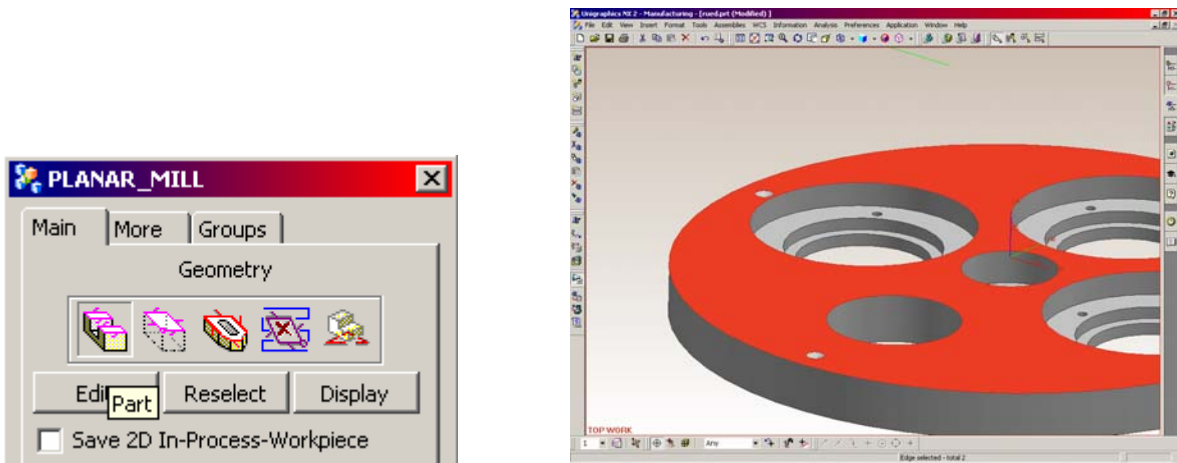 PLANAR_MILL
Main More Groups
Geometry
Reselect Display
Part
Save 2D In-Process-Workpiece
Unigraphics NX 2 - Manufacturing - [rued.prt (Modified) ]
File Edit View Insert Format Tools Assemblies WCS Information Analysis Preferences Application Window Help
TOP WORK
1 Any
Edge selected - total 2